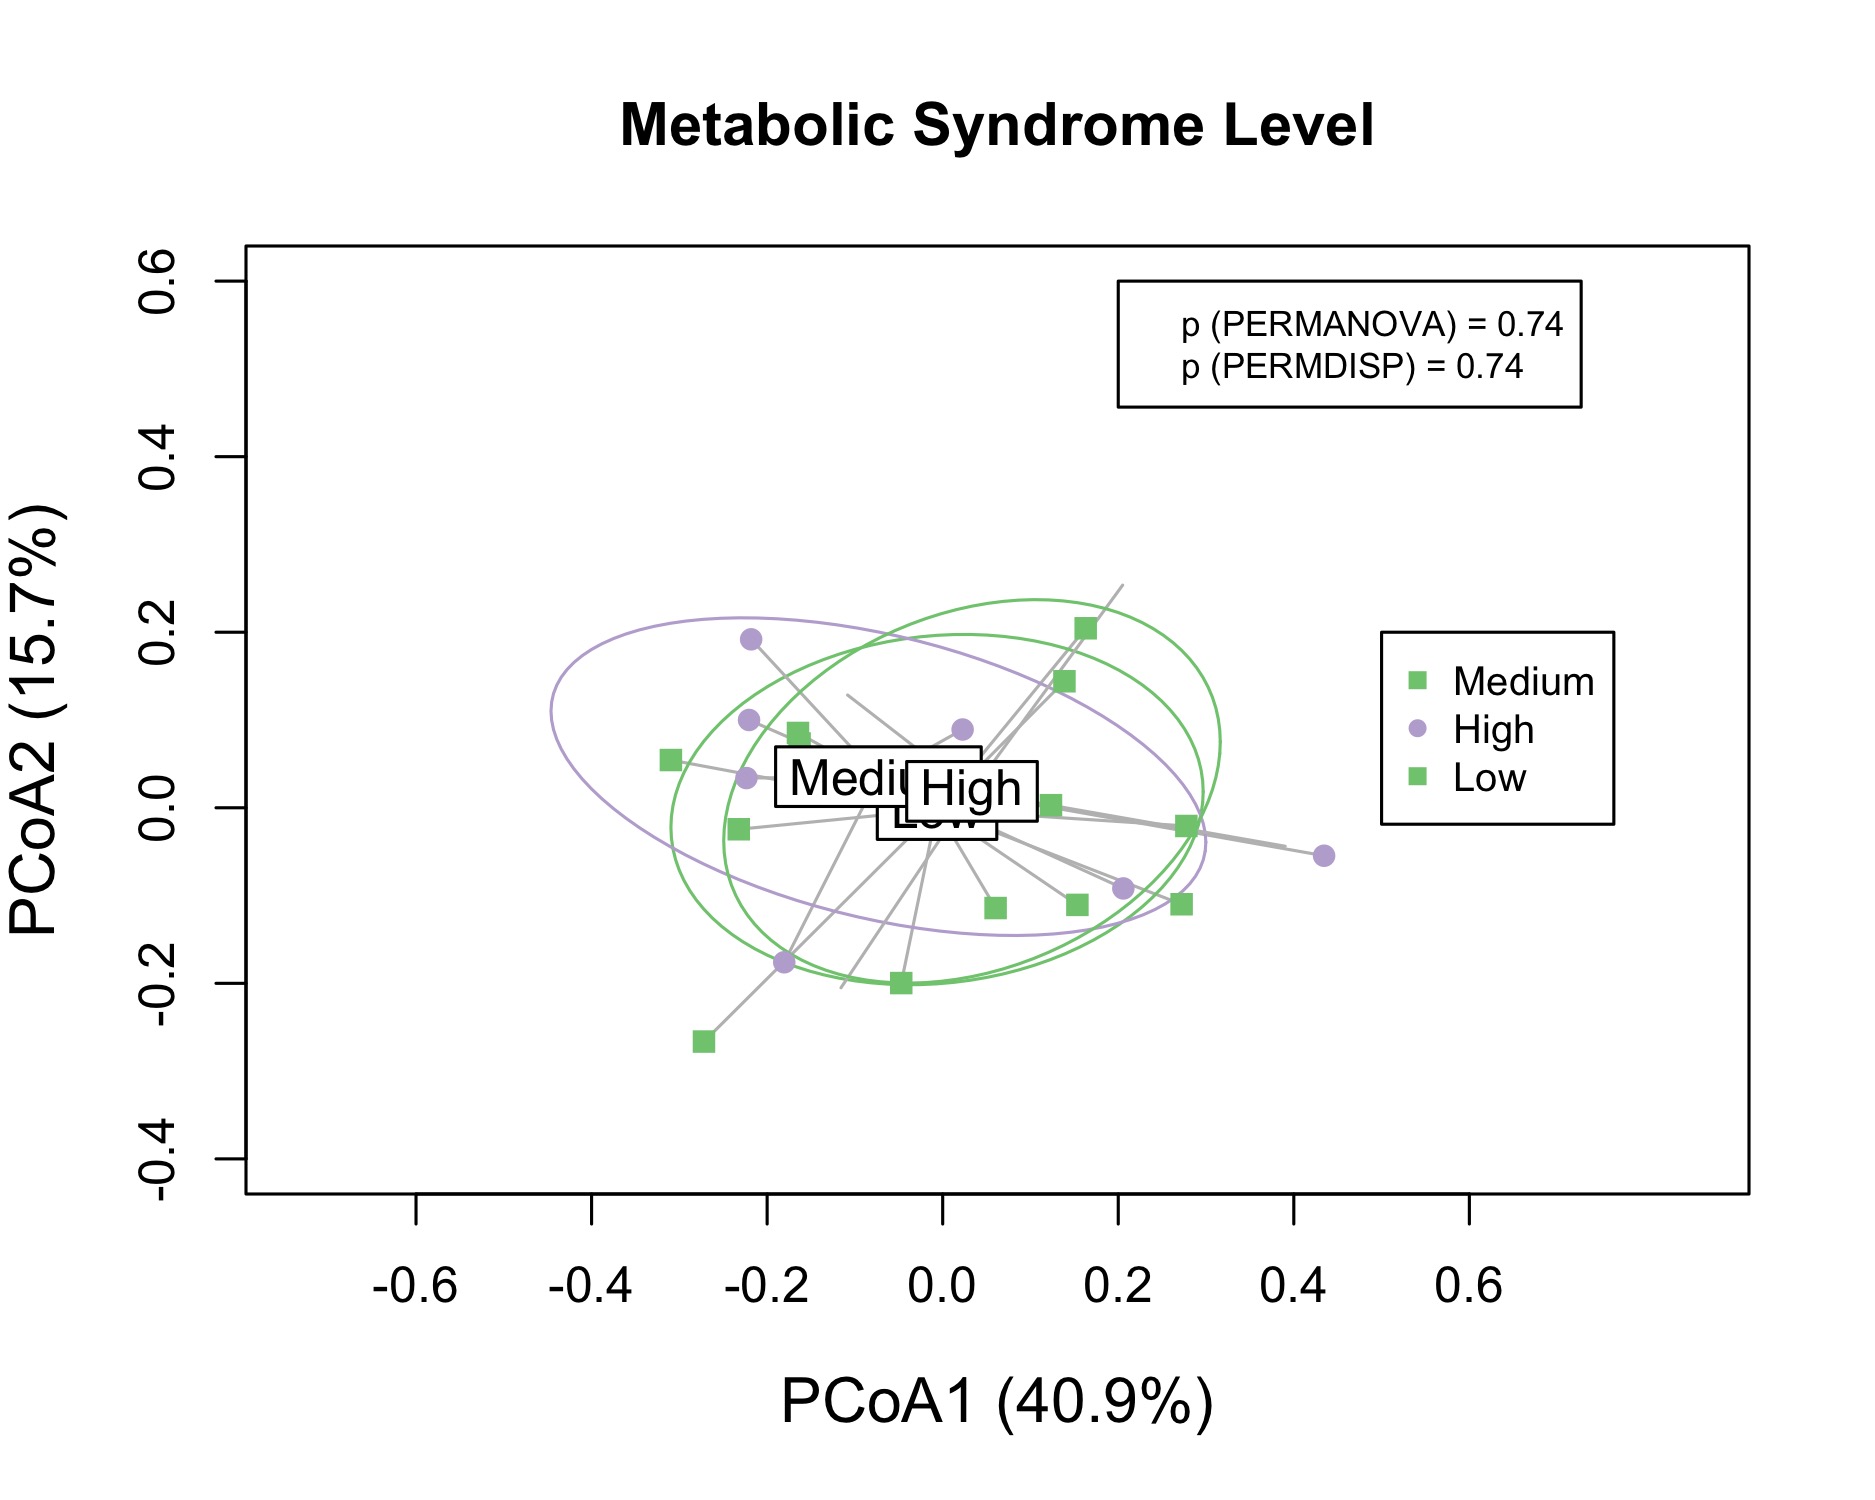 Metabolic Syndrome Level
PCoA2 (15.7%)
0.6
0.4
0.2
0.0
-0.2
-0.4
p (PERMANOVA) = 0.74
p (PERMDISP) = 0.74
Medium
High
Low
Mediu
High
Low
-0.6
-0.4
-0.2
0.0
0.2
0.4
0.6
PCoA1 (40.9%)